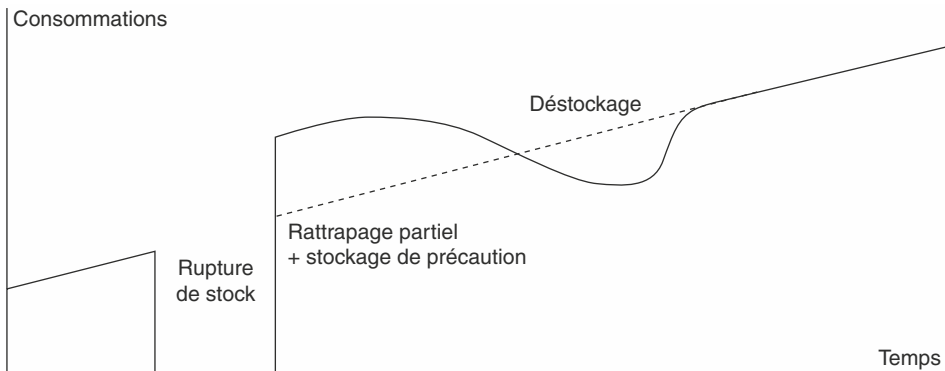 Consommations
Déstockage
Rattrapage partiel
+ stockage de précaution
Rupture
de stock
Temps